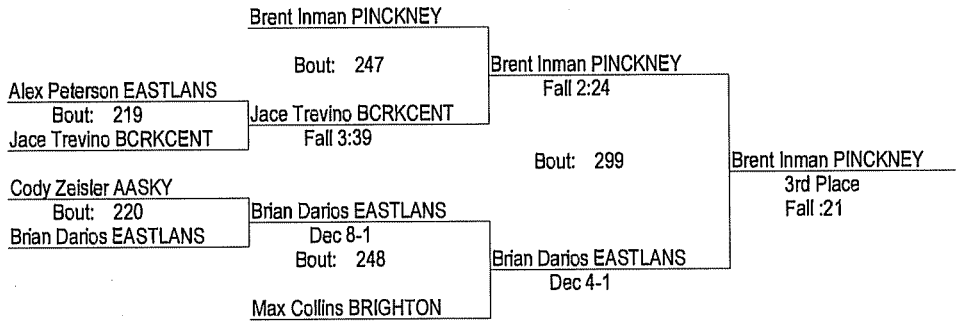 Brent Inman PINCKNEY
Bout: 247
Brent Inman PINCKNEY
Fall 2:24
Alex Peterson EASTLANS
Bout: 219
Jace Trevino BCRKCENT
Jace Trevino BCRKCENT
Fall 3:39
Bout: 299
Brent Inman PINCKNEY
3rd Place
Fall :21
Cody Zeisler AASKY
Bout: 220
Brian Darios EASTLANS
Brian Darios EASTLANS
Dec 8-1
Bout: 248
Brian Darios EASTLANS
Dec 4-1
Max Collins BRIGHTON